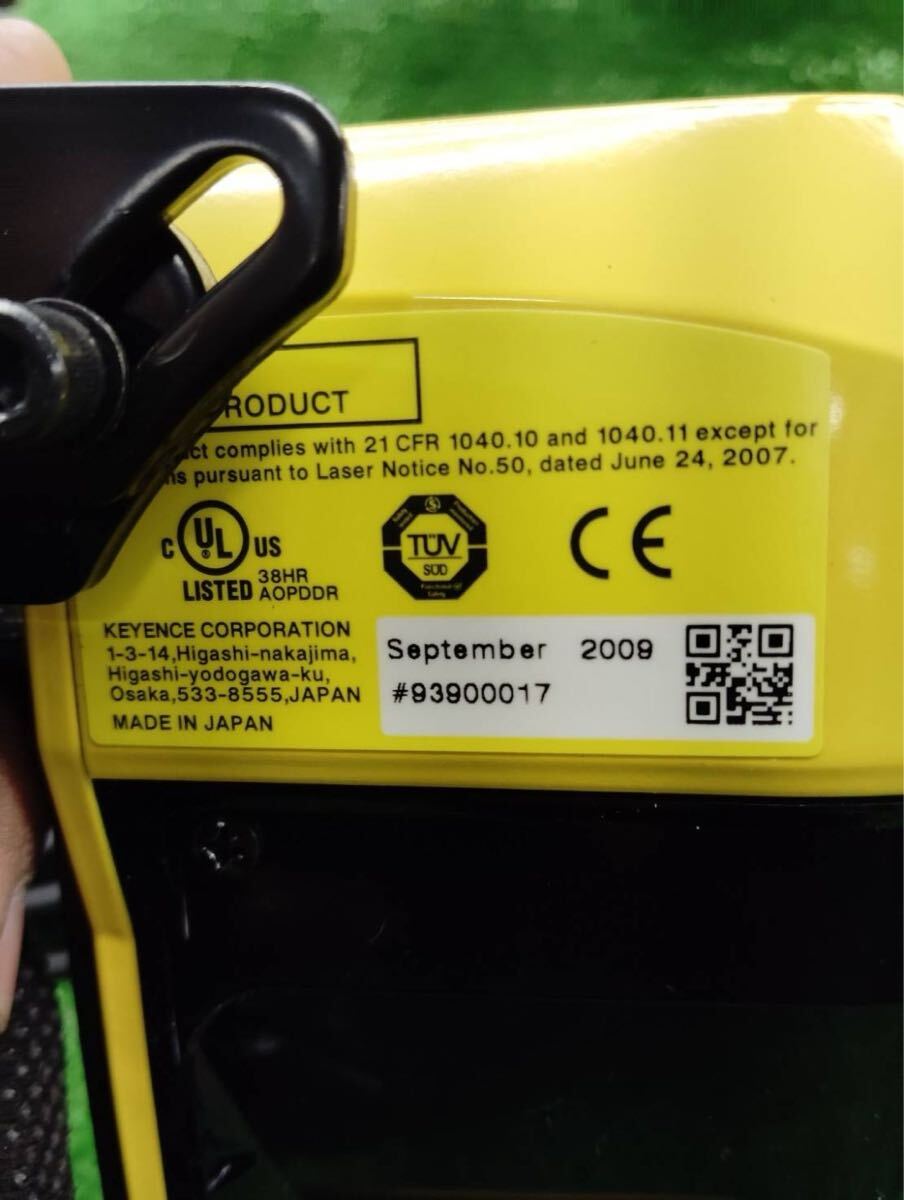 PRODUCT
ct complies with 21 CFR 1040.10 and 1040.11 except for
ns pursuant to Laser Notice No.50, dated June 24, 2007.
C UL ® US
LISTED 38HR
AOPDDR
TÜV
SÜD
CE
KEYENCE CORPORATION
1-3-14,Higashi-nakajima,
Higashi-yodogawa-ku,
Osaka,533-8555,JAPAN
MADE IN JAPAN
September 2009
#93900017